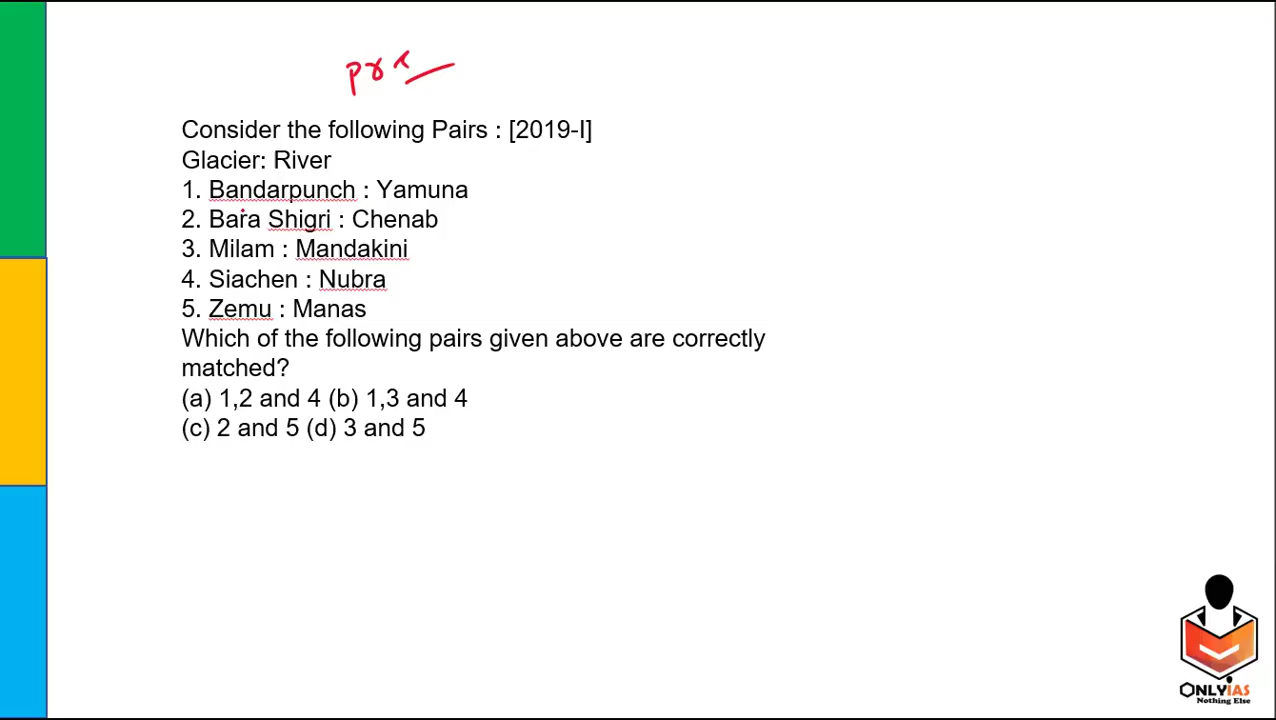 Consider the following Pairs : [2019-I]
Glacier: River
1. Bandarpunch : Yamuna
2. Bara Shigri : Chenab
3. Milam : Mandakini
4. Siachen : Nubra
5. Zemu : Manas
Which of the following pairs given above are correctly
matched?
(a) 1,2 and 4 (b) 1,3 and 4
(c) 2 and 5 (d) 3 and 5
ONLYIAS
Nothing Else